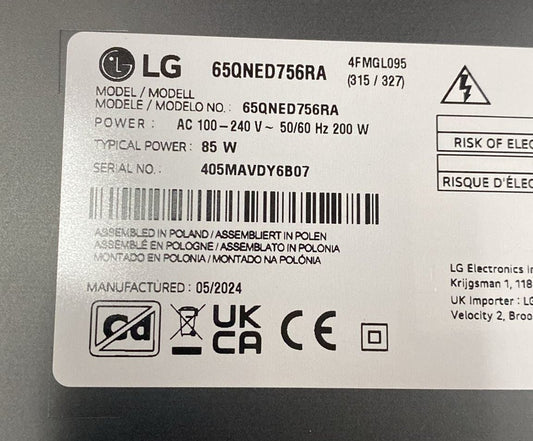 LG 65QNED756RA 4FMGL095
(315 / 327)
MODEL / MODELL
MODÈLE / MODELO NO. : 65QNED756RA
POWER : AC 100-240 V ~ 50/60 Hz 200 W
TYPICAL POWER : 85 W
SERIAL NO. : 405MAVDY6B07
ASSEMBLED IN POLAND / ASSEMBLIERT IN POLEN
ASSEMBLÉ EN POLOGNE / ASSEMBLATO IN POLONIA
MONTADO EN POLONIA / MONTADO NA POLÓNIA
MANUFACTURED : 05/2024
Cd
UK
CA
CE
RISK OF ELEC
RISQUE D'ÉLEC
LG Electronics
Krijgsman 1, 118
UK Importer : LG
Velocity 2, Broo